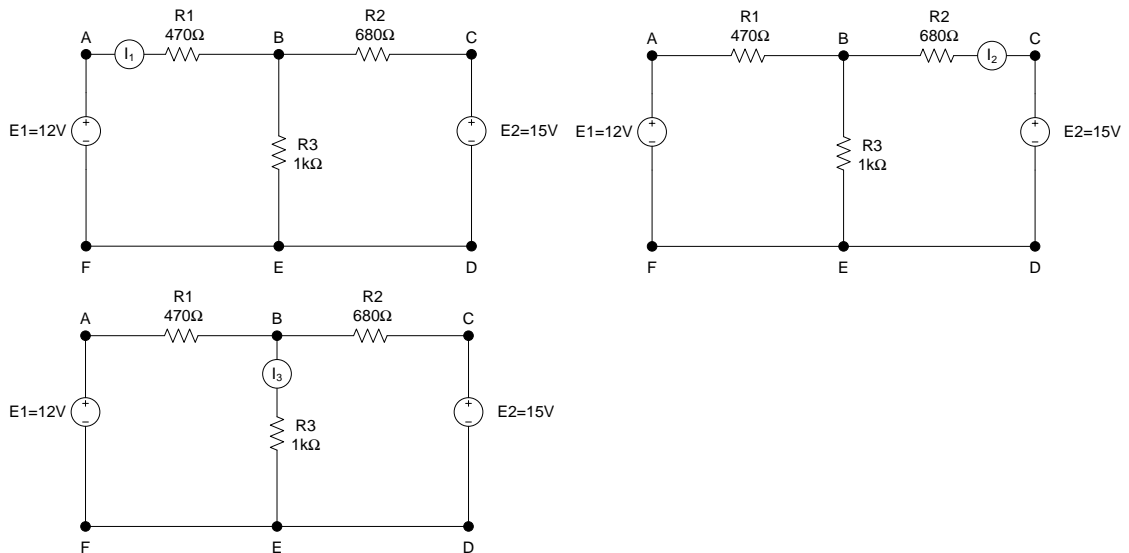 R1
470Ω
R2
680Ω
A
B
C
I₁
E1=12V
E2=15V
R3
1kΩ
F
E
D
R1
470Ω
R2
680Ω
A
B
C
I₂
E1=12V
E2=15V
R3
1kΩ
F
E
D
R1
470Ω
R2
680Ω
A
B
C
I₃
E1=12V
E2=15V
R3
1kΩ
F
E
D